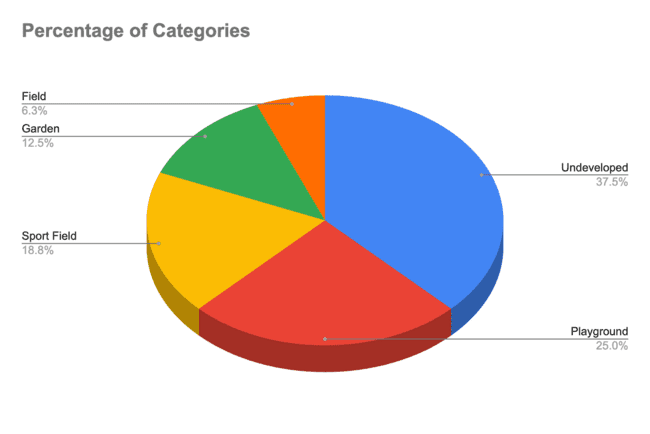 Percentage of Categories
Field
6.3%
Garden
12.5%
Undeveloped
37.5%
Sport Field
18.8%
Playground
25.0%